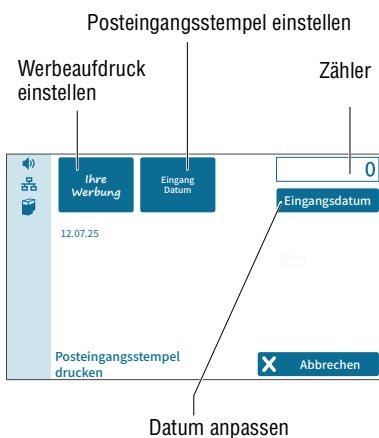 Posteingangsstempel einstellen
Werbeaufdruck
einstellen
Zähler
Ihre
Werbung
Eingang
Datum
0
Eingangsdatum
12.07.25
Posteingangsstempel
drucken
Abbrechen
Datum anpassen